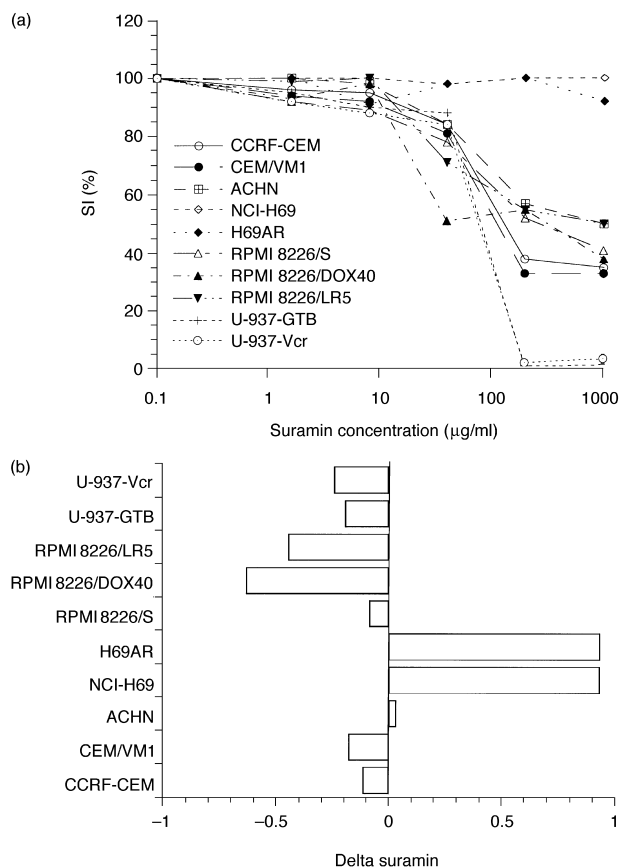 (a)
120
100
80
60
40
20
0
SI (%)
CCRF-CEM
CEM/VM1
ACHN
NCI-H69
H69AR
RPMI 8226/S
RPMI 8226/DOX40
RPMI 8226/LR5
U-937-GTB
U-937-Vcr
0.1 1 10 100 1000
Suramin concentration (μg/ml)
(b)
U-937-Vcr
U-937-GTB
RPMI 8226/LR5
RPMI 8226/DOX40
RPMI 8226/S
H69AR
NCI-H69
ACHN
CEM/VM1
CCRF-CEM
−1 −0.5 0 0.5 1
Delta suramin